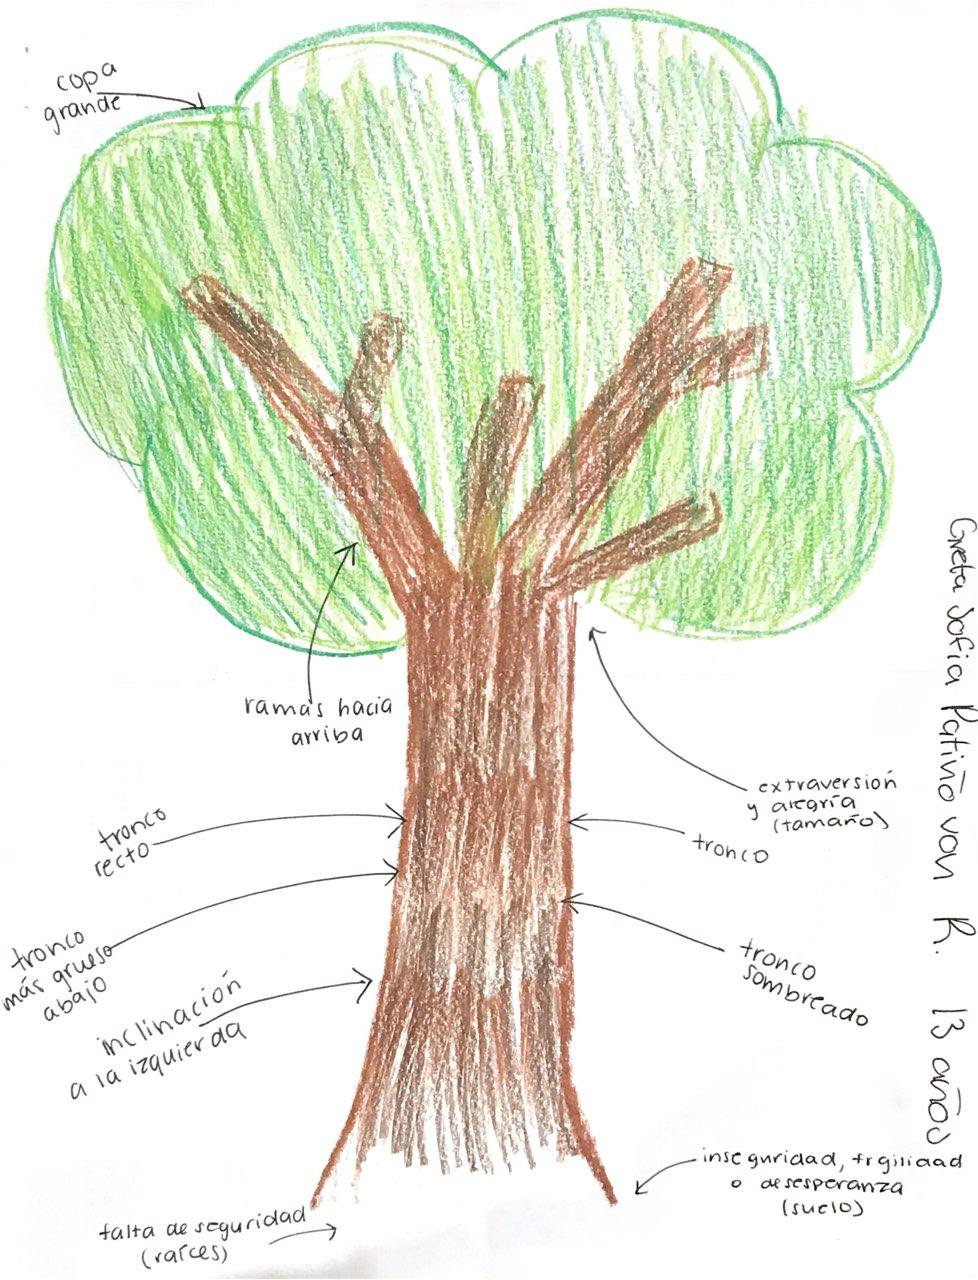 copa
grande
ramas hacia
arriba
extraversión
y alegría
(tamaño)
tronco
recto
tronco
tronco
más grueso
abajo
tronco
sombreado
inclinación
a la izquierda
inseguridad, fragilidad
o desesperanza
(suelo)
falta de seguridad
(raíces)
Greta Sofia Patiño von R. 13 años